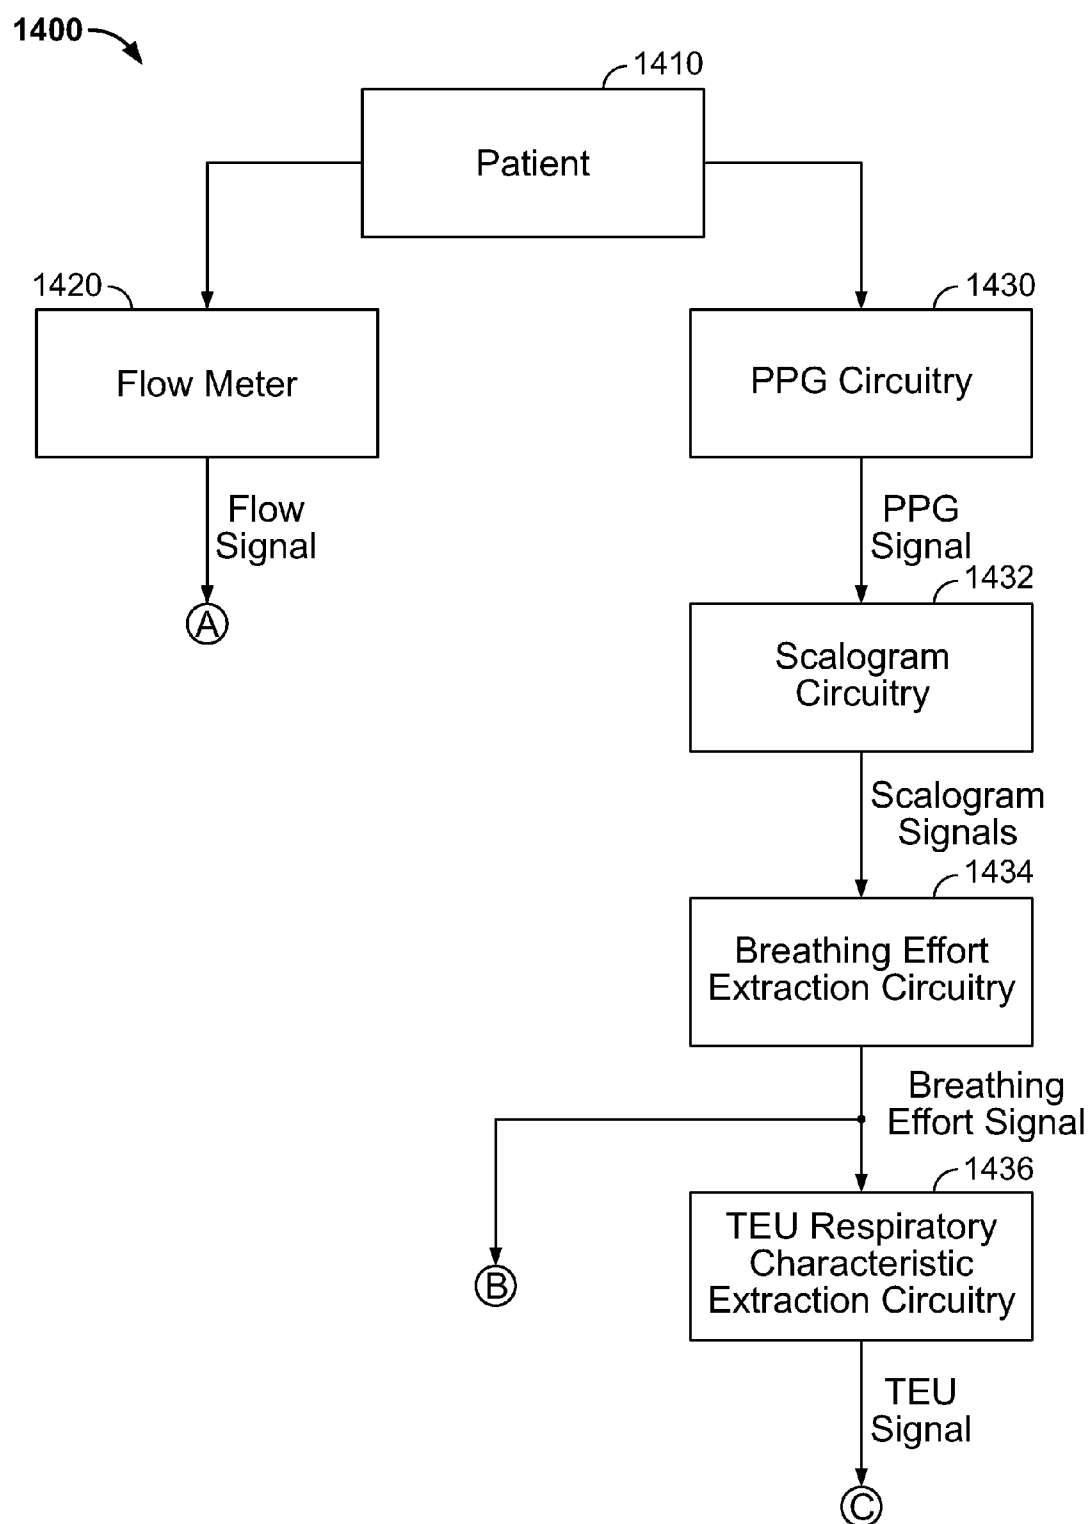 1400
1410
Patient
1420
1430
Flow Meter
PPG Circuitry
Flow
Signal
PPG
Signal
1432
A
Scalogram
Circuitry
Scalogram
Signals
1434
Breathing Effort
Extraction Circuitry
Breathing
Effort Signal
1436
B
TEU Respiratory
Characteristic
Extraction Circuitry
TEU
Signal
C